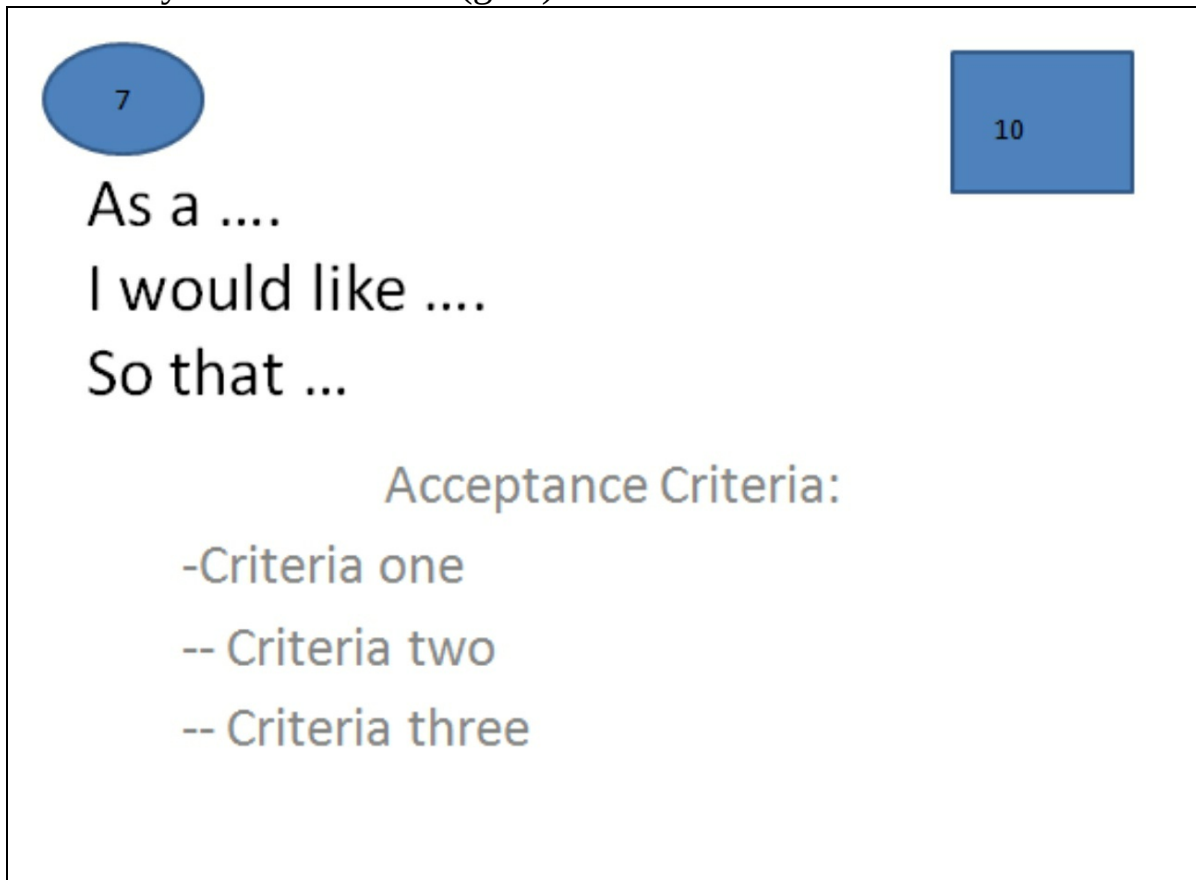 7
10
As a ....
I would like ....
So that ...
Acceptance Criteria:
-Criteria one
-- Criteria two
-- Criteria three